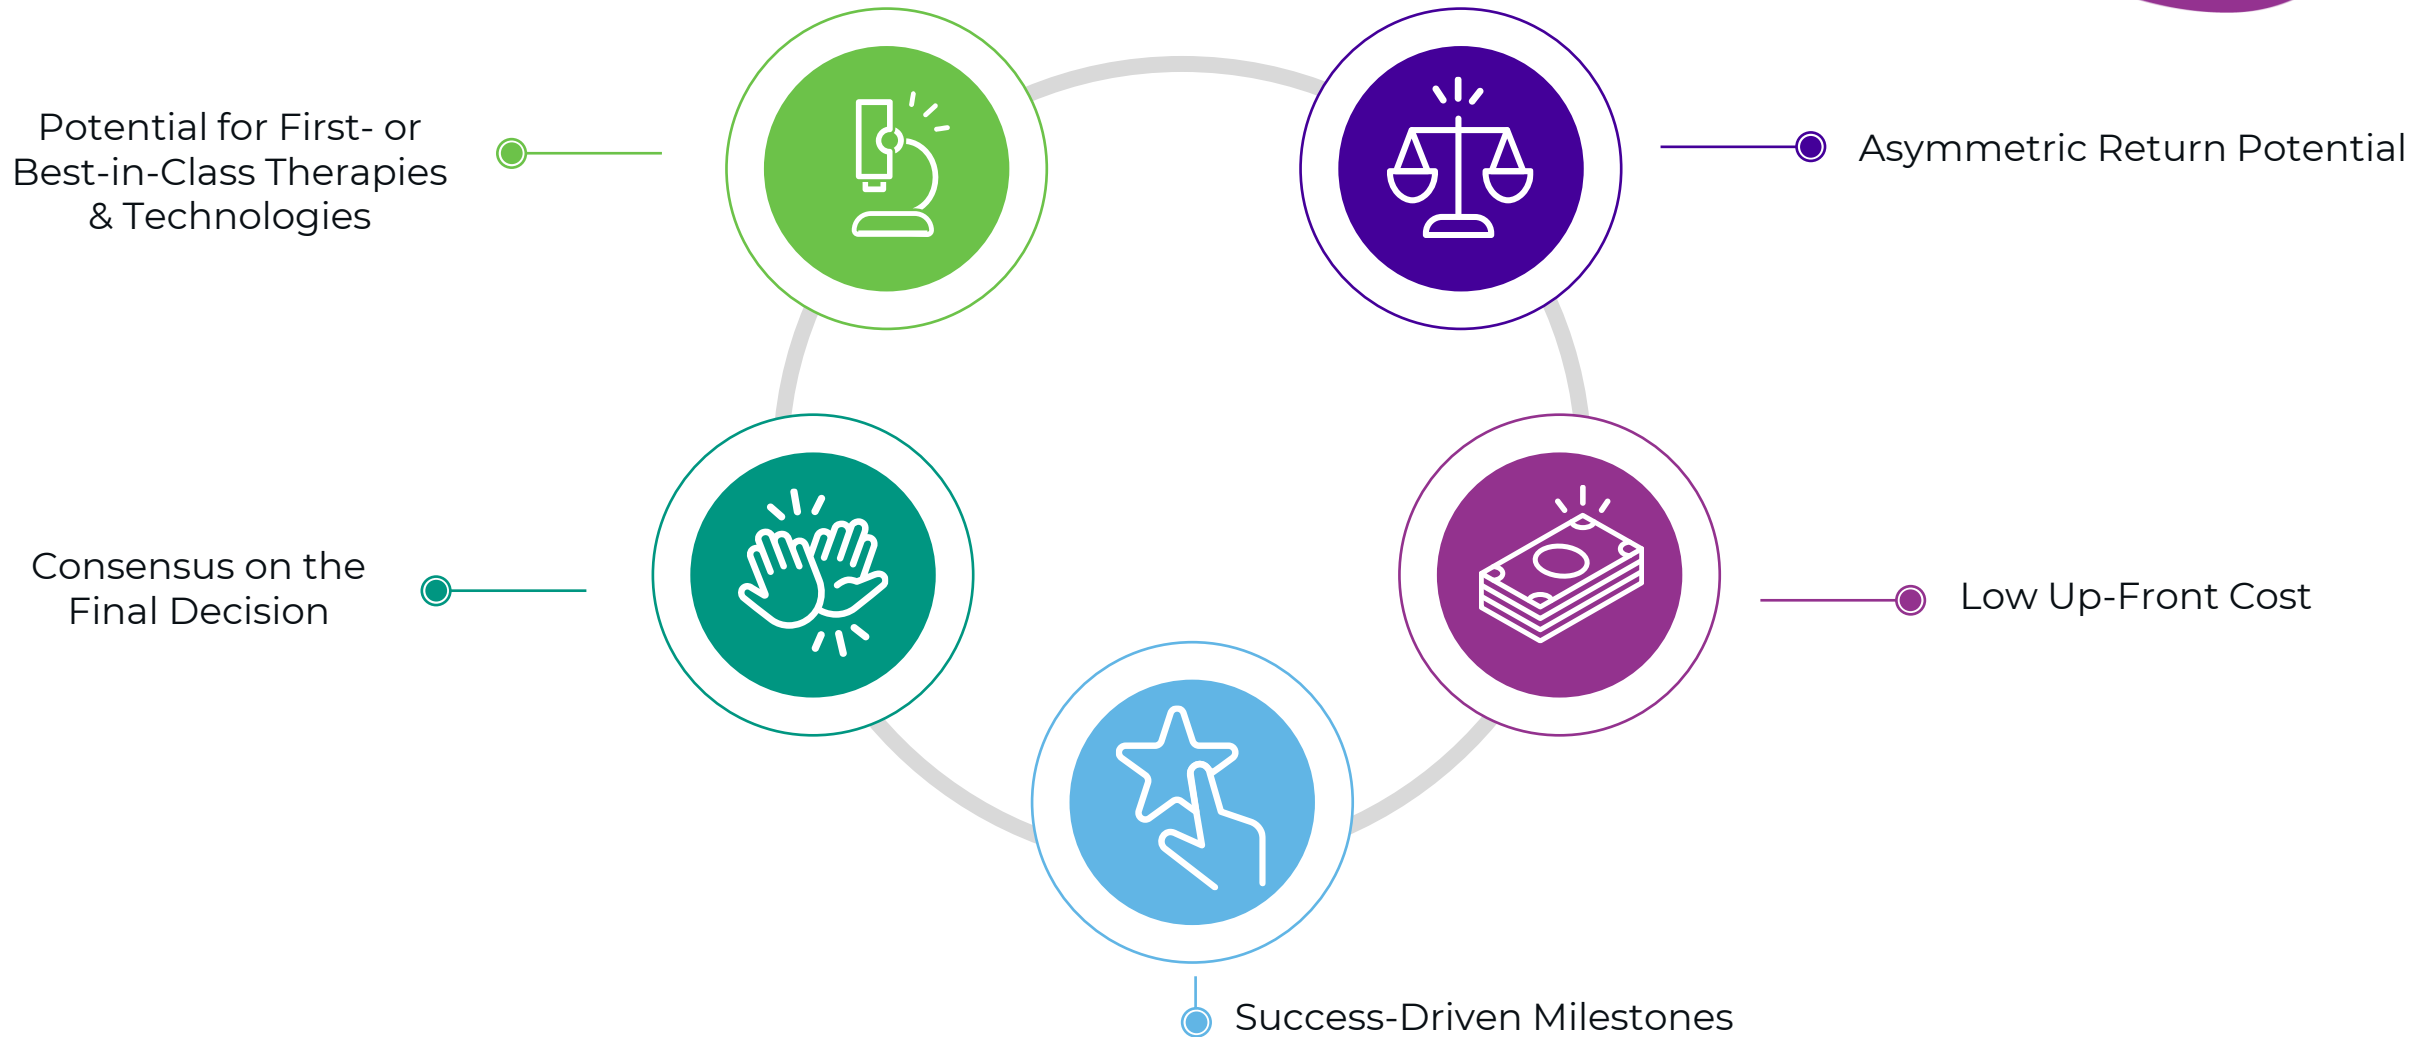 Potential for First- or
Best-in-Class Therapies
& Technologies
Asymmetric Return Potential
Consensus on the
Final Decision
Low Up-Front Cost
Success-Driven Milestones